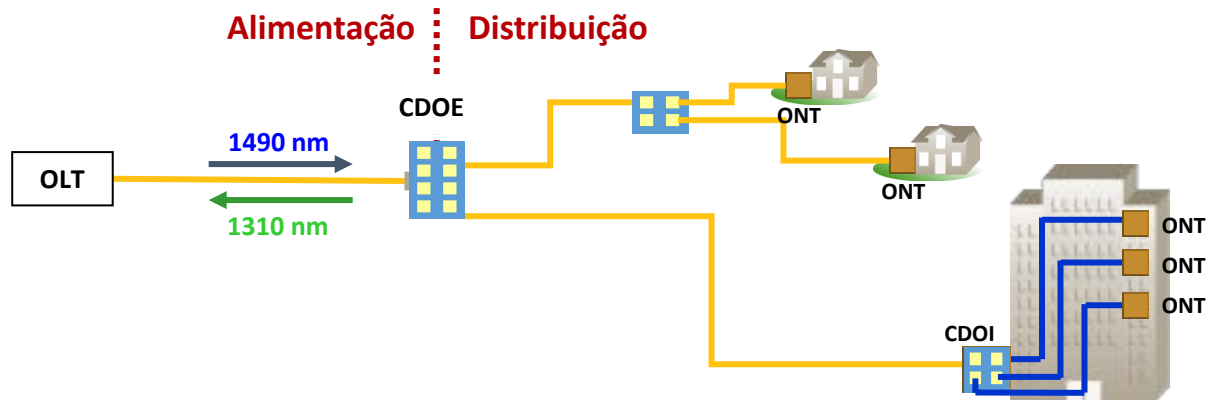 Alimentação
Distribuição
CDOE
1490 nm
OLT
1310 nm
ONT
ONT
ONT
ONT
ONT
CDOI